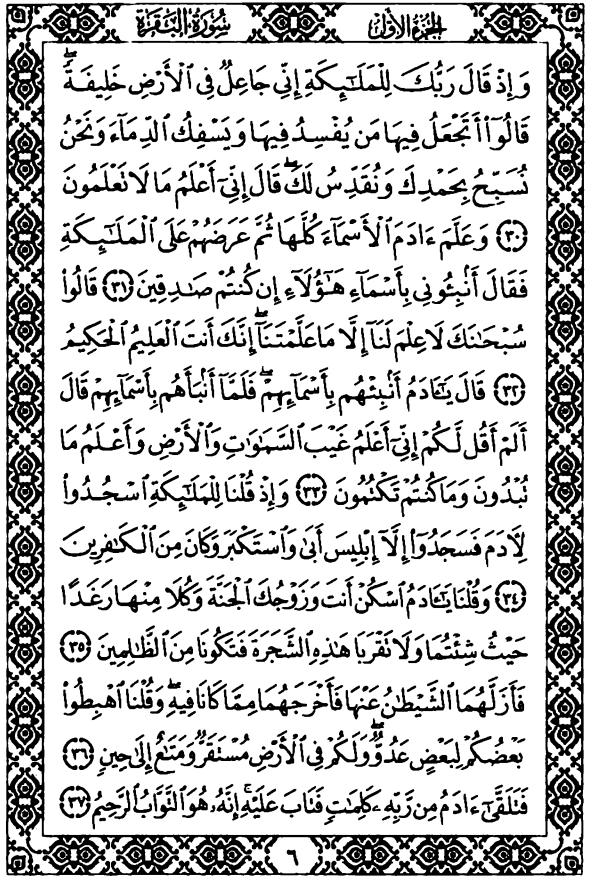 الجزء الأول سورة البقرة
وَإِذْ قَالَ رَبُّكَ لِلْمَلَٰٓئِكَةِ إِنِّى جَاعِلٌ فِى ٱلْأَرْضِ خَلِيفَةً ۖ
قَالُوٓا۟ أَتَجْعَلُ فِيهَا مَن يُفْسِدُ فِيهَا وَيَسْفِكُ ٱلدِّمَآءَ وَنَحْنُ
نُسَبِّحُ بِحَمْدِكَ وَنُقَدِّسُ لَكَ ۖ قَالَ إِنِّىٓ أَعْلَمُ مَا لَا تَعْلَمُونَ
﴿٣٠﴾ وَعَلَّمَ ءَادَمَ ٱلْأَسْمَآءَ كُلَّهَا ثُمَّ عَرَضَهُمْ عَلَى ٱلْمَلَٰٓئِكَةِ
فَقَالَ أَنۢبِـُٔونِى بِأَسْمَآءِ هَٰٓؤُلَآءِ إِن كُنتُمْ صَٰدِقِينَ ﴿٣١﴾ قَالُوا۟
سُبْحَٰنَكَ لَا عِلْمَ لَنَآ إِلَّا مَا عَلَّمْتَنَآ ۖ إِنَّكَ أَنتَ ٱلْعَلِيمُ ٱلْحَكِيمُ
﴿٣٢﴾ قَالَ يَٰٓـَٔادَمُ أَنۢبِئْهُم بِأَسْمَآئِهِمْ ۖ فَلَمَّآ أَنۢبَأَهُم بِأَسْمَآئِهِمْ قَالَ
أَلَمْ أَقُل لَّكُمْ إِنِّىٓ أَعْلَمُ غَيْبَ ٱلسَّمَٰوَٰتِ وَٱلْأَرْضِ وَأَعْلَمُ مَا
تُبْدُونَ وَمَا كُنتُمْ تَكْتُمُونَ ﴿٣٣﴾ وَإِذْ قُلْنَا لِلْمَلَٰٓئِكَةِ ٱسْجُدُوا۟
لِـَٔادَمَ فَسَجَدُوٓا۟ إِلَّآ إِبْلِيسَ أَبَىٰ وَٱسْتَكْبَرَ وَكَانَ مِنَ ٱلْكَٰفِرِينَ
﴿٣٤﴾ وَقُلْنَا يَٰٓـَٔادَمُ ٱسْكُنْ أَنتَ وَزَوْجُكَ ٱلْجَنَّةَ وَكُلَا مِنْهَا رَغَدًا
حَيْثُ شِئْتُمَا وَلَا تَقْرَبَا هَٰذِهِ ٱلشَّجَرَةَ فَتَكُونَا مِنَ ٱلظَّٰلِمِينَ ﴿٣٥﴾
فَأَزَلَّهُمَا ٱلشَّيْطَٰنُ عَنْهَا فَأَخْرَجَهُمَا مِمَّا كَانَا فِيهِ ۖ وَقُلْنَا ٱهْبِطُوا۟
بَعْضُكُمْ لِبَعْضٍ عَدُوٌّ ۖ وَلَكُمْ فِى ٱلْأَرْضِ مُسْتَقَرٌّ وَمَتَٰعٌ إِلَىٰ حِينٍ ﴿٣٦﴾
فَتَلَقَّىٰٓ ءَادَمُ مِن رَّبِّهِۦ كَلِمَٰتٍ فَتَابَ عَلَيْهِ ۚ إِنَّهُۥ هُوَ ٱلتَّوَّابُ ٱلرَّحِيمُ ﴿٣٧﴾
٦